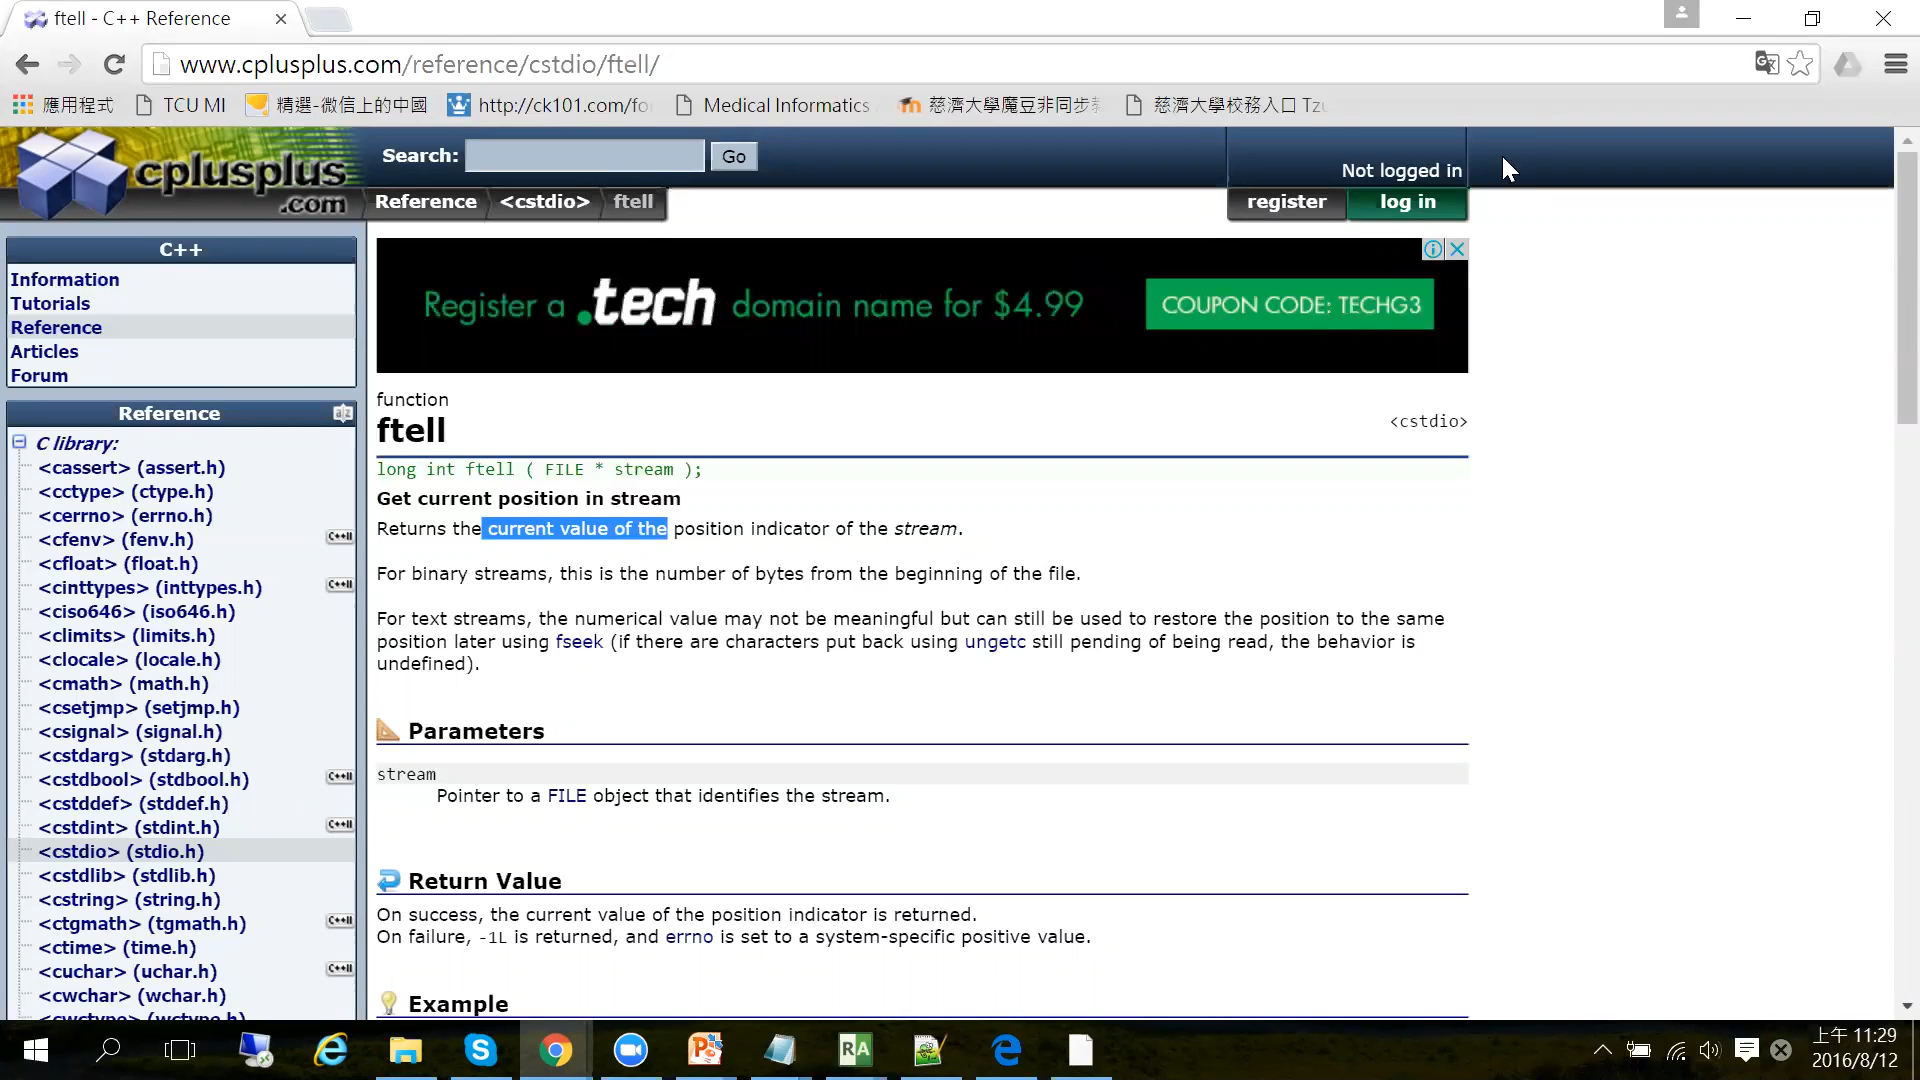 ftell - C++ Reference
www.cplusplus.com/reference/cstdio/ftell/
應用程式 TCU MI 精選-微信上的中國 http://ck101.com/fo Medical Informatics 慈濟大學魔豆非同步 慈濟大學校務入口 Tzu
cplusplus
.com
Search: Go
Not logged in
Reference <cstdio> ftell
register log in
C++
Information
Tutorials
Reference
Articles
Forum
Reference
C library:
<cassert> (assert.h)
<cctype> (ctype.h)
<cerrno> (errno.h)
<cfenv> (fenv.h) C++11
<cfloat> (float.h)
<cinttypes> (inttypes.h) C++11
<ciso646> (iso646.h)
<climits> (limits.h)
<clocale> (locale.h)
<cmath> (math.h)
<csetjmp> (setjmp.h)
<csignal> (signal.h)
<cstdarg> (stdarg.h)
<cstdbool> (stdbool.h) C++11
<cstddef> (stddef.h)
<cstdint> (stdint.h) C++11
<cstdio> (stdio.h)
<cstdlib> (stdlib.h)
<cstring> (string.h)
<ctgmath> (tgmath.h) C++11
<ctime> (time.h)
<cuchar> (uchar.h) C++11
<cwchar> (wchar.h)
<cwctype> (wctype.h)
Register a .tech domain name for $4.99 COUPON CODE: TECHG3
function
ftell
<cstdio>
long int ftell ( FILE * stream );
Get current position in stream
Returns the current value of the position indicator of the stream.
For binary streams, this is the number of bytes from the beginning of the file.
For text streams, the numerical value may not be meaningful but can still be used to restore the position to the same
position later using fseek (if there are characters put back using ungetc still pending of being read, the behavior is
undefined).
Parameters
stream
Pointer to a FILE object that identifies the stream.
Return Value
On success, the current value of the position indicator is returned.
On failure, -1L is returned, and errno is set to a system-specific positive value.
Example
上午 11:29
2016/8/12